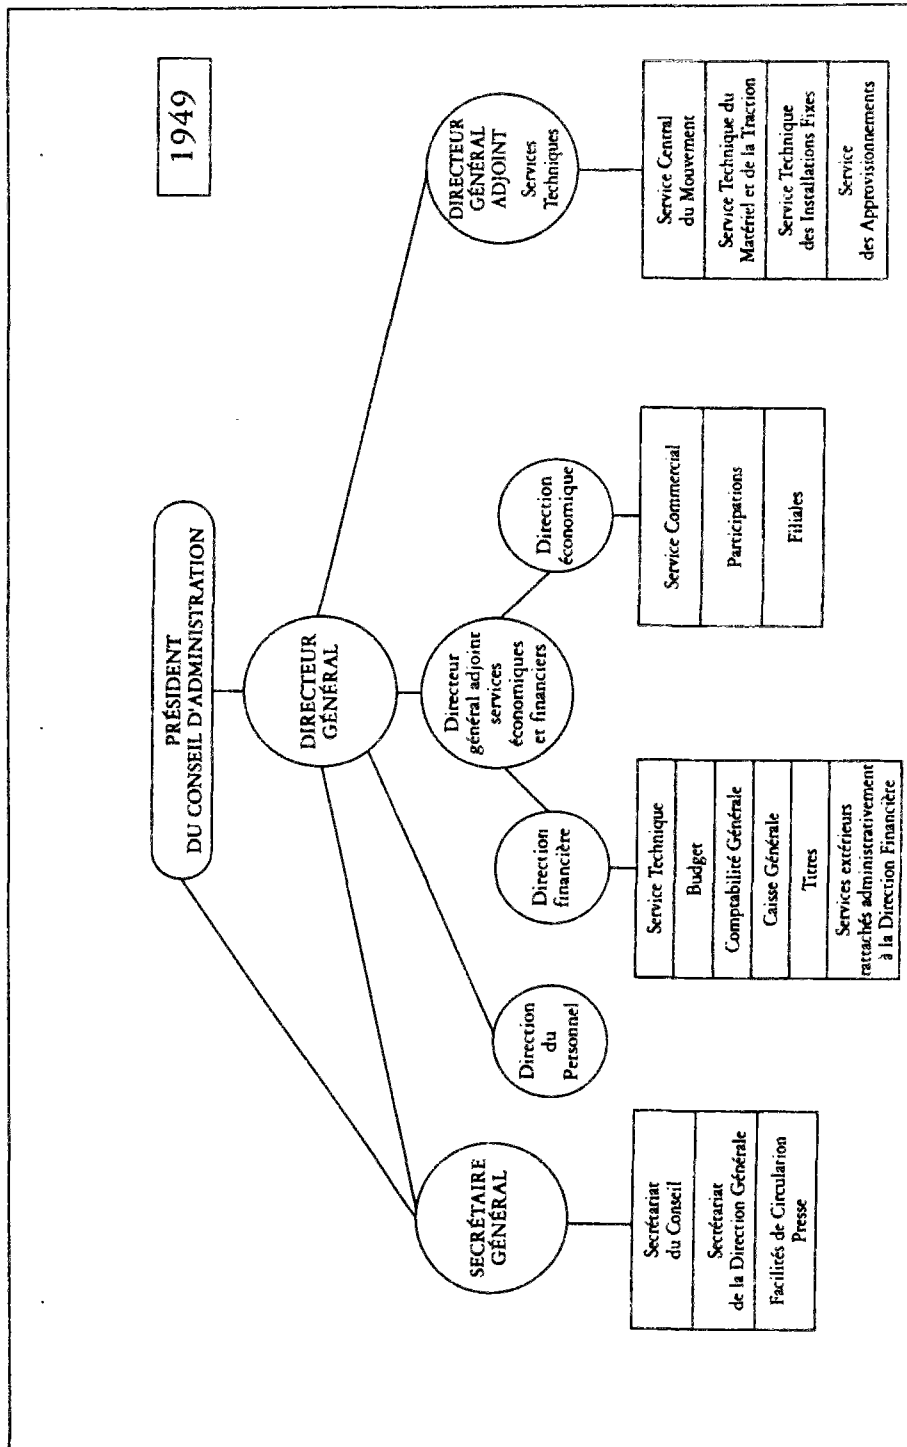 1949
PRÉSIDENT
DU CONSEIL D'ADMINISTRATION
DIRECTEUR
GÉNÉRAL
SECRÉTAIRE
GÉNÉRAL
Secrétariat
du Conseil
Secrétariat
de la Direction Générale
Facilités de Circulation
Presse
Direction
du
Personnel
Directeur
général adjoint
services
économiques
et financiers
Direction
financière
Service Technique
Budget
Comptabilité Générale
Caisse Générale
Titres
Services extérieurs
rattachés administrativement
à la Direction Financière
Direction
économique
Service Commercial
Participations
Filiales
DIRECTEUR
GÉNÉRAL
ADJOINT
Services
Techniques
Service Central
du Mouvement
Service Technique du
Matériel et de la Traction
Service Technique
des Installations Fixes
Service
des Approvisionnements